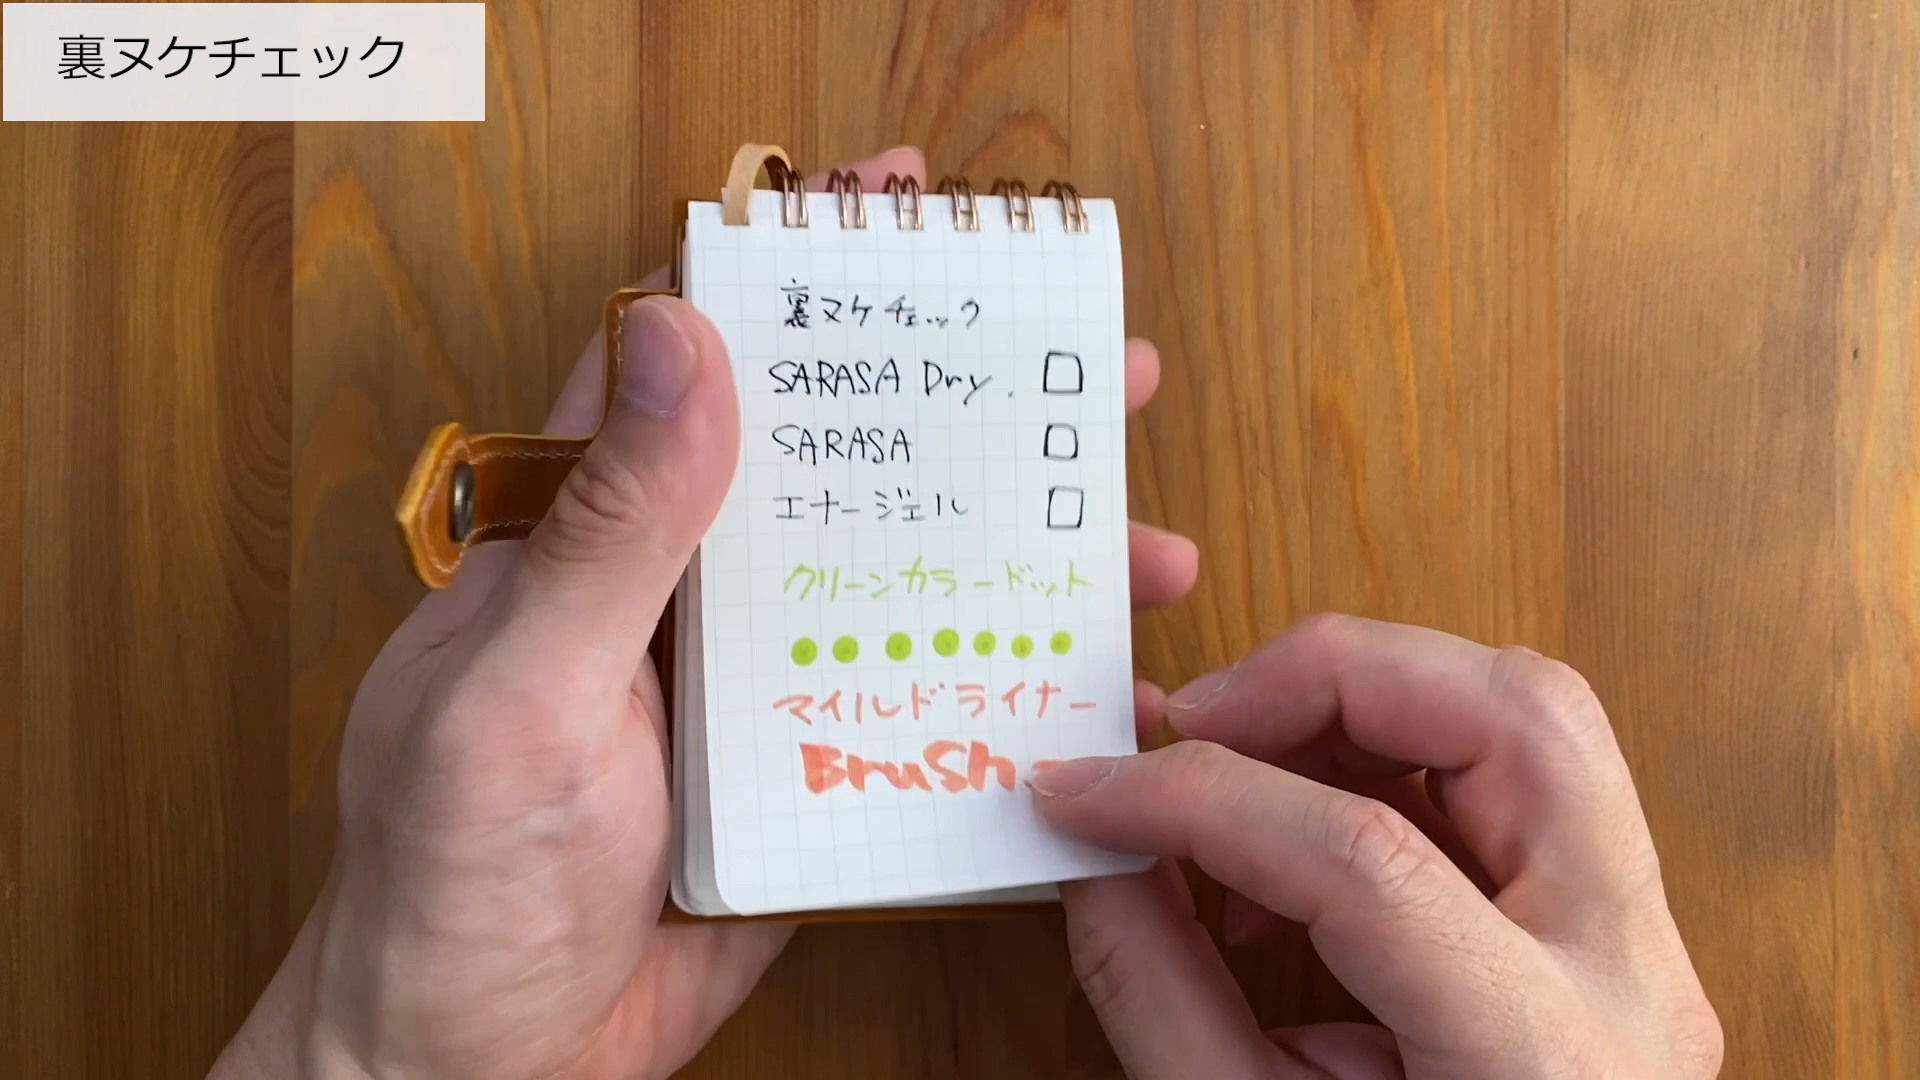 裏ヌケチェック
裏ヌケチェック
SARASA Dry.
SARASA
エナージェル
クリーンカラードット
マイルドライナー
Brush